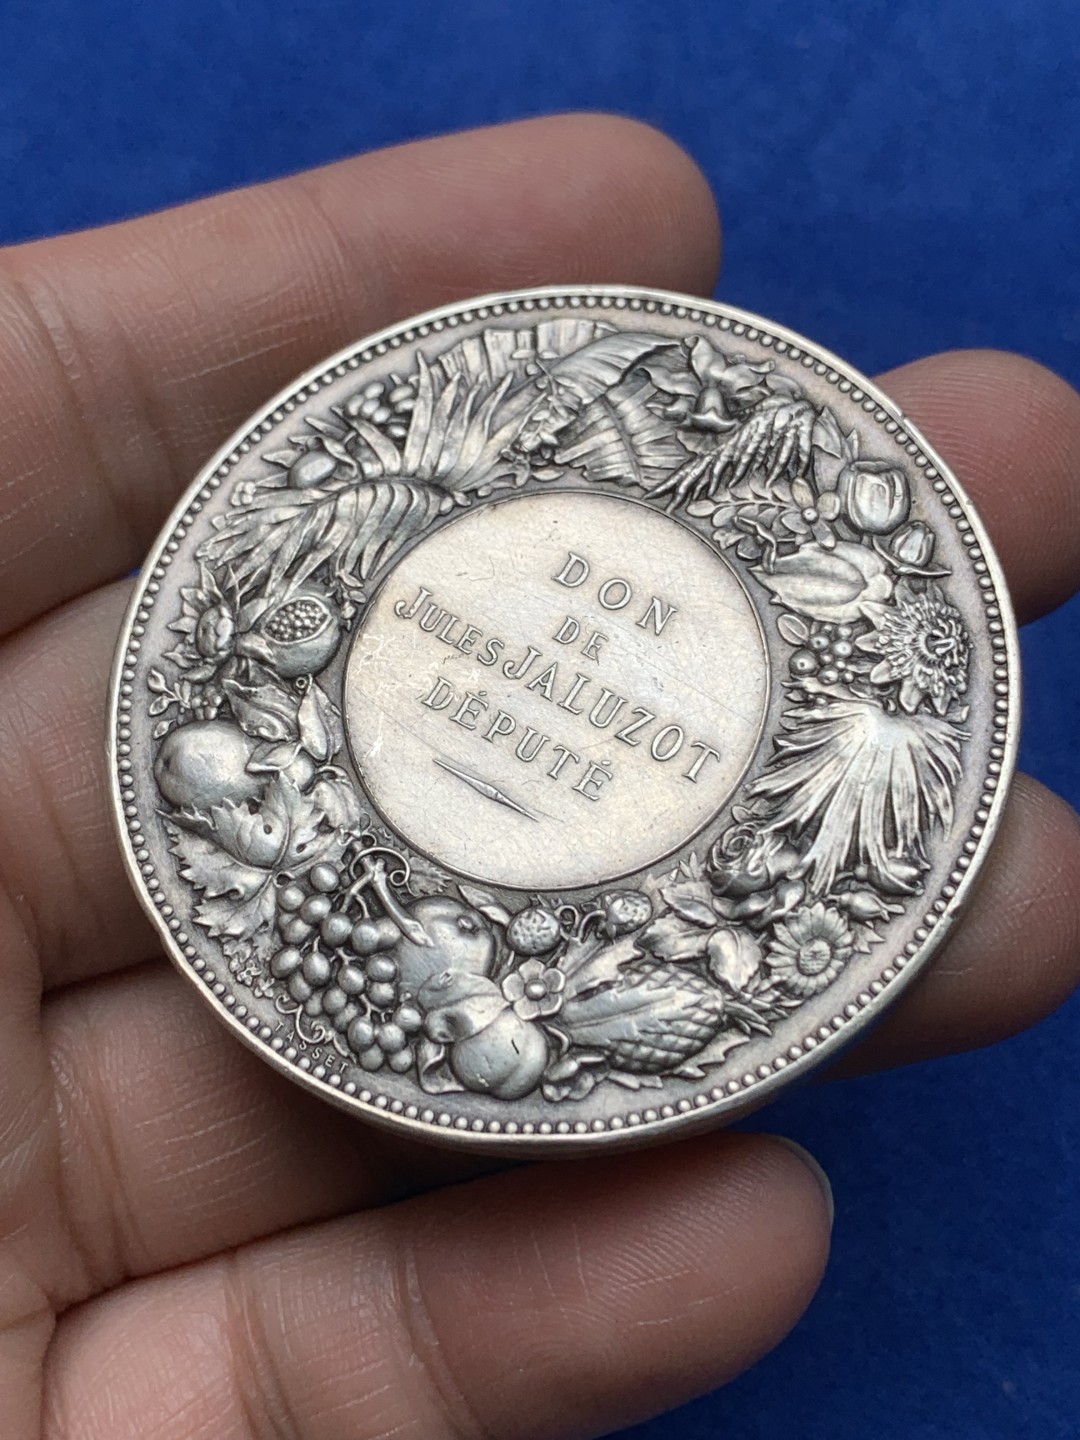 DON
DE
JULES JALUZOT
DÉPUTÉ
TASSET